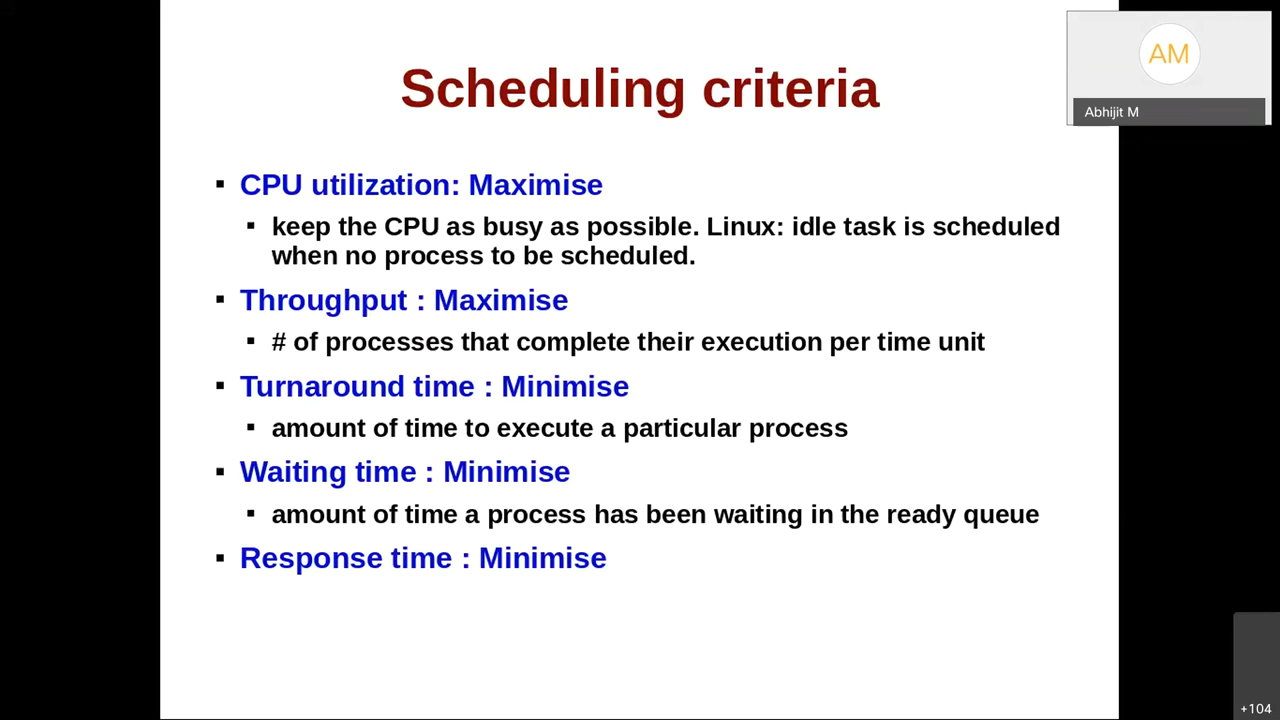 Scheduling criteria
AM
Abhijit M
▪ CPU utilization: Maximise
▪ keep the CPU as busy as possible. Linux: idle task is scheduled
when no process to be scheduled.
▪ Throughput : Maximise
▪ # of processes that complete their execution per time unit
▪ Turnaround time : Minimise
▪ amount of time to execute a particular process
▪ Waiting time : Minimise
▪ amount of time a process has been waiting in the ready queue
▪ Response time : Minimise
+104